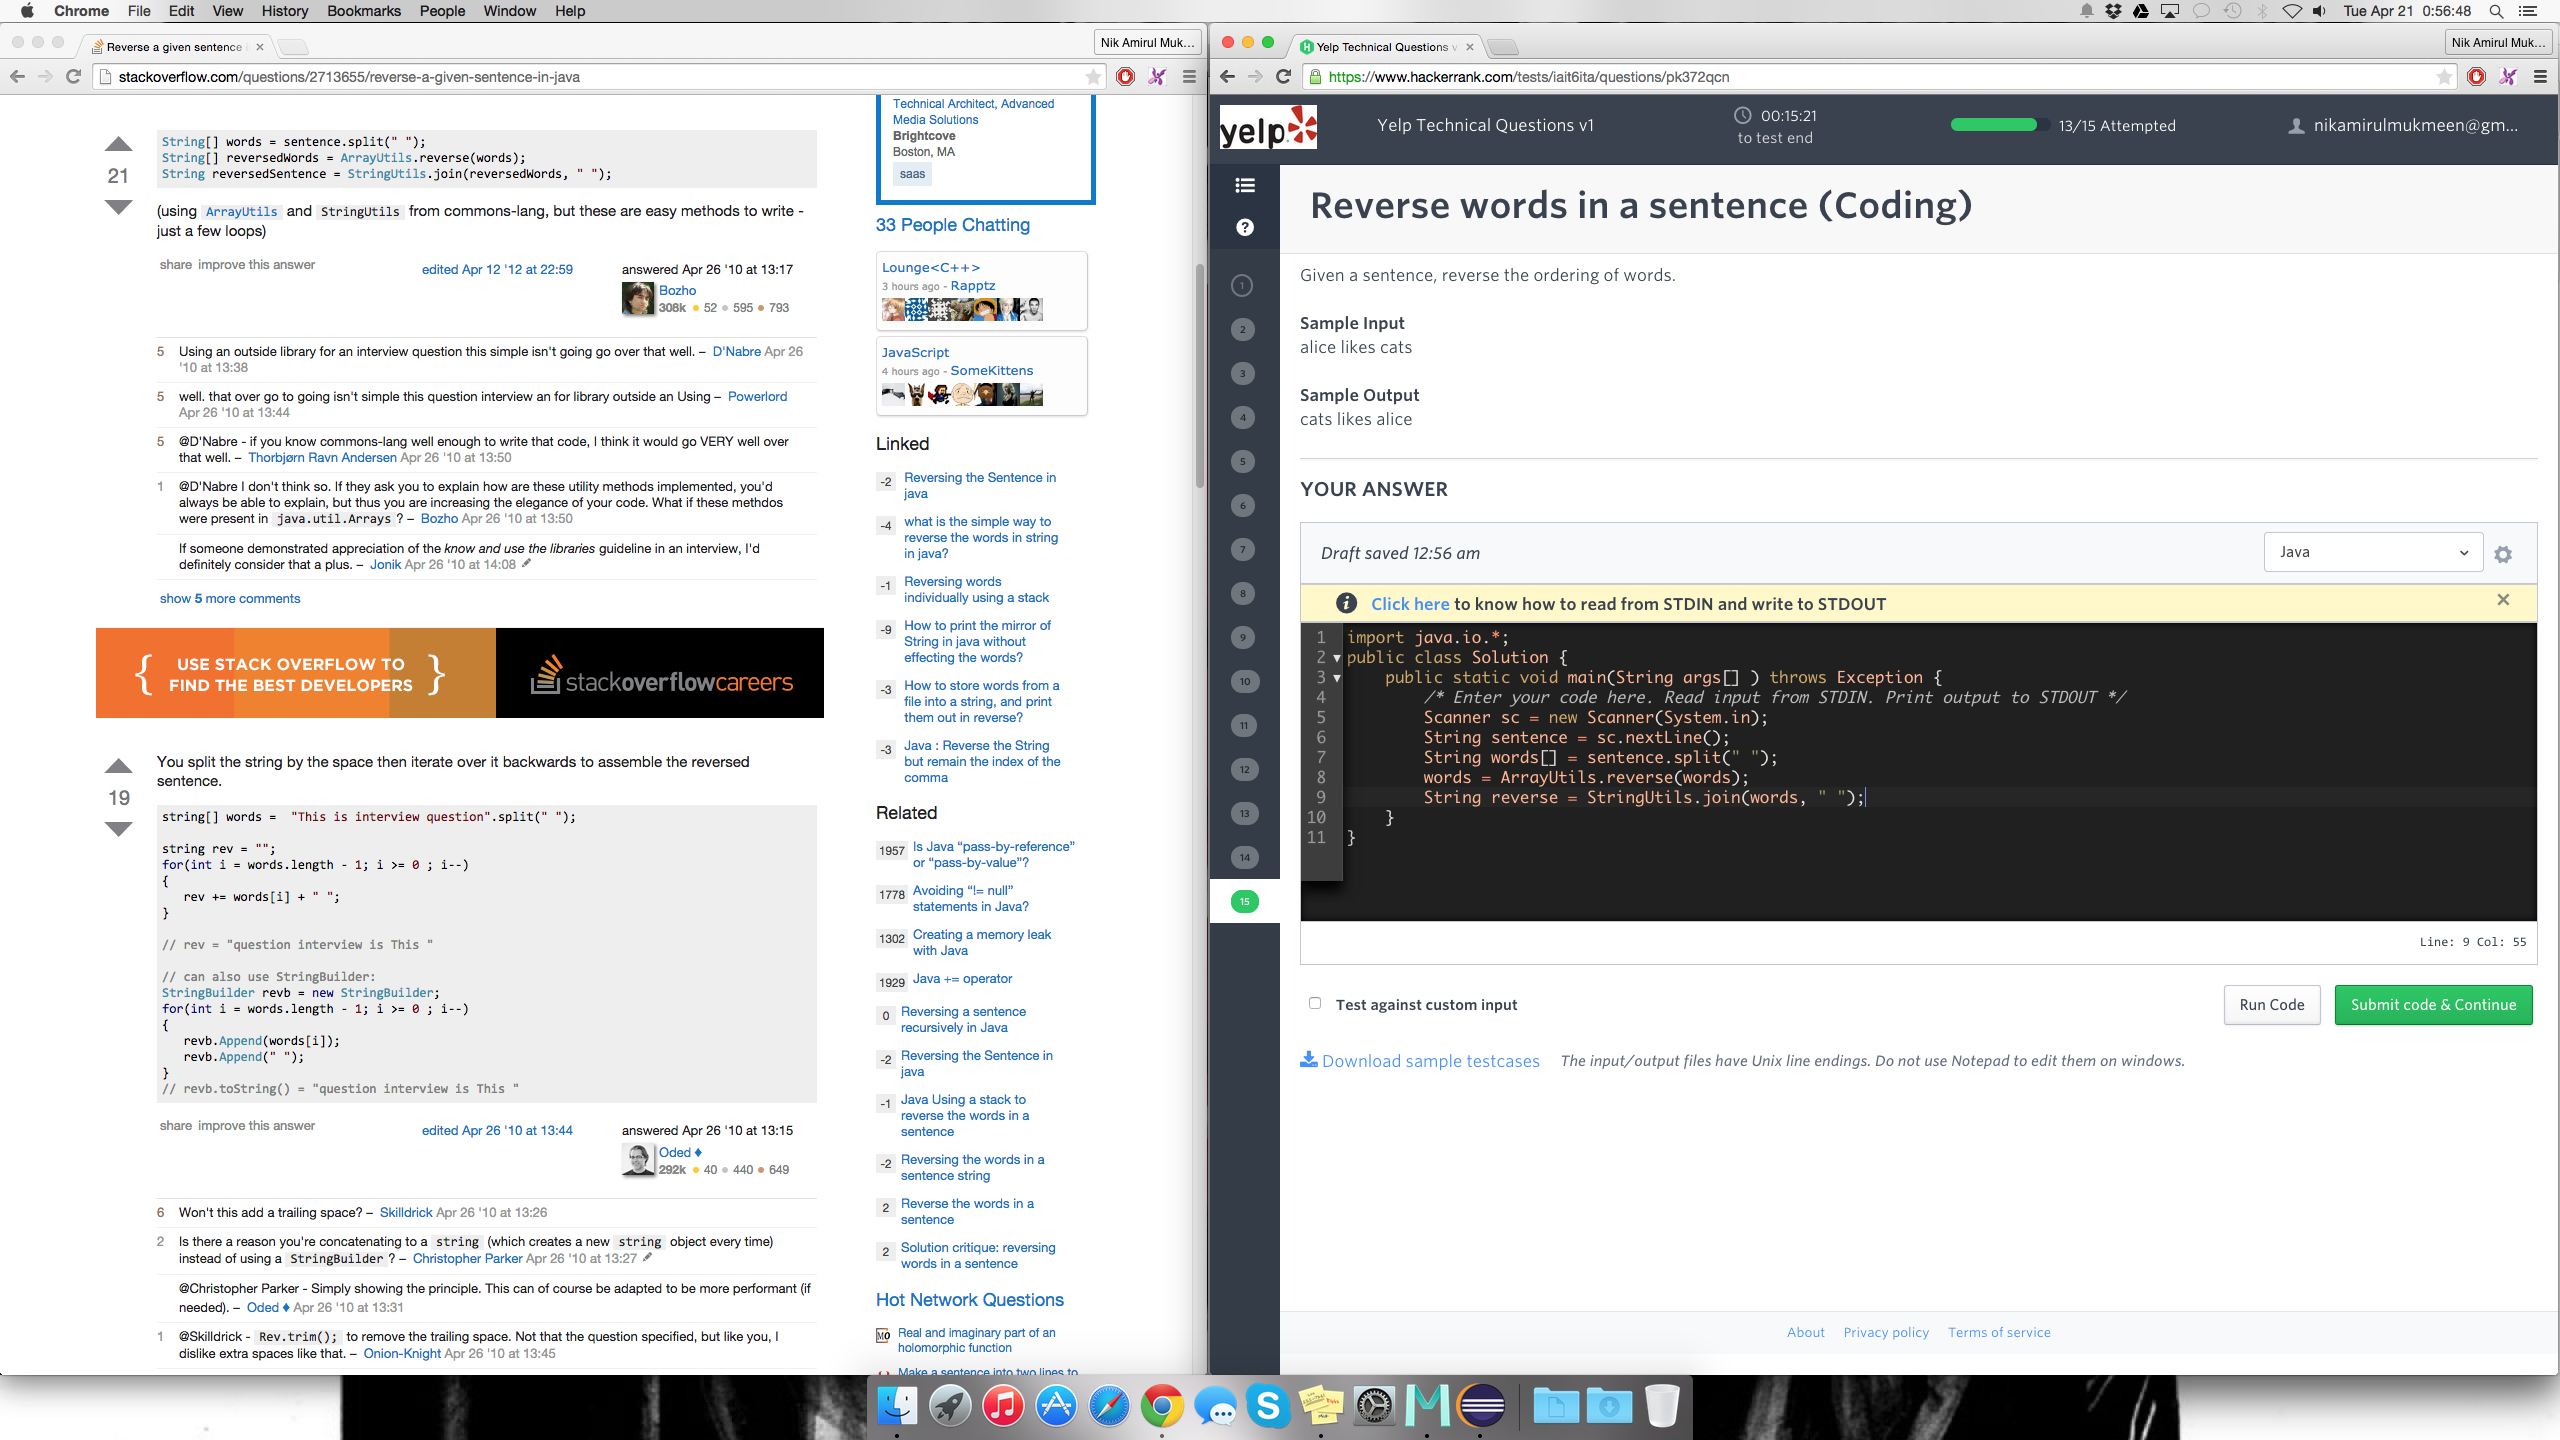 Chrome File Edit View History Bookmarks People Window Help
Tue Apr 21 0:56:48
Reverse a given sentence
Nik Amirul Muk...
stackoverflow.com/questions/2713655/reverse-a-given-sentence-in-java
21
String[] words = sentence.split(" ");
String[] reversedWords = ArrayUtils.reverse(words);
String reversedSentence = StringUtils.join(reversedWords, " ");
(using ArrayUtils and StringUtils from commons-lang, but these are easy methods to write -
just a few loops)
share improve this answer
edited Apr 12 '12 at 22:59
answered Apr 26 '10 at 13:17
Bozho
308k 52 595 793
5 Using an outside library for an interview question this simple isn't going go over that well. – D'Nabre Apr 26
'10 at 13:38
5 well. that over go to going isn't simple this question interview an for library outside an Using – Powerlord
Apr 26 '10 at 13:44
5 @D'Nabre - if you know commons-lang well enough to write that code, I think it would go VERY well over
that well. – Thorbjørn Ravn Andersen Apr 26 '10 at 13:50
1 @D'Nabre I don't think so. If they ask you to explain how are these utility methods implemented, you'd
always be able to explain, but thus you are increasing the elegance of your code. What if these methdos
were present in java.util.Arrays ? – Bozho Apr 26 '10 at 13:50
If someone demonstrated appreciation of the know and use the libraries guideline in an interview, I'd
definitely consider that a plus. – Jonik Apr 26 '10 at 14:08
show 5 more comments
{ USE STACK OVERFLOW TO
FIND THE BEST DEVELOPERS }
stackoverflowcareers
19
You split the string by the space then iterate over it backwards to assemble the reversed
sentence.
string[] words = "This is interview question".split(" ");
string rev = "";
for(int i = words.length - 1; i >= 0 ; i--)
{
rev += words[i] + " ";
}
// rev = "question interview is This "
// can also use StringBuilder:
StringBuilder revb = new StringBuilder;
for(int i = words.length - 1; i >= 0 ; i--)
{
revb.Append(words[i]);
revb.Append(" ");
}
// revb.toString() = "question interview is This "
share improve this answer
edited Apr 26 '10 at 13:44
answered Apr 26 '10 at 13:15
Oded ♦
292k 40 440 649
6 Won't this add a trailing space? – Skilldrick Apr 26 '10 at 13:26
2 Is there a reason you're concatenating to a string (which creates a new string object every time)
instead of using a StringBuilder ? – Christopher Parker Apr 26 '10 at 13:27
@Christopher Parker - Simply showing the principle. This can of course be adapted to be more performant (if
needed). – Oded ♦ Apr 26 '10 at 13:31
1 @Skilldrick - Rev.trim(); to remove the trailing space. Not that the question specified, but like you, I
dislike extra spaces like that. – Onion-Knight Apr 26 '10 at 13:45
Technical Architect, Advanced
Media Solutions
Brightcove
Boston, MA
saas
33 People Chatting
Lounge<C++>
3 hours ago - Rapptz
JavaScript
4 hours ago - SomeKittens
Linked
-2 Reversing the Sentence in
java
-4 what is the simple way to
reverse the words in string
in java?
-1 Reversing words
individually using a stack
-9 How to print the mirror of
String in java without
effecting the words?
-3 How to store words from a
file into a string, and print
them out in reverse?
-3 Java : Reverse the String
but remain the index of the
comma
Related
1957 Is Java “pass-by-reference”
or “pass-by-value”?
1778 Avoiding “!= null”
statements in Java?
1302 Creating a memory leak
with Java
1929 Java += operator
0 Reversing a sentence
recursively in Java
-2 Reversing the Sentence in
java
-1 Java Using a stack to
reverse the words in a
sentence
-2 Reversing the words in a
sentence string
2 Reverse the words in a
sentence
2 Solution critique: reversing
words in a sentence
Hot Network Questions
MO Real and imaginary part of an
holomorphic function
Make a sentence into two lines to
Yelp Technical Questions v
Nik Amirul Muk...
https://www.hackerrank.com/tests/iait6ita/questions/pk372qcn
yelp
Yelp Technical Questions v1
00:15:21
to test end
13/15 Attempted
nikamirulmukmeen@gm...
1
2
3
4
5
6
7
8
9
10
11
12
13
14
15
Reverse words in a sentence (Coding)
Given a sentence, reverse the ordering of words.
Sample Input
alice likes cats
Sample Output
cats likes alice
YOUR ANSWER
Draft saved 12:56 am
Java
Click here to know how to read from STDIN and write to STDOUT
1 import java.io.*;
2 public class Solution {
3 public static void main(String args[] ) throws Exception {
4 /* Enter your code here. Read input from STDIN. Print output to STDOUT */
5 Scanner sc = new Scanner(System.in);
6 String sentence = sc.nextLine();
7 String words[] = sentence.split(" ");
8 words = ArrayUtils.reverse(words);
9 String reverse = StringUtils.join(words, " ");
10 }
11 }
Line: 9 Col: 55
Test against custom input
Run Code
Submit code & Continue
Download sample testcases The input/output files have Unix line endings. Do not use Notepad to edit them on windows.
About Privacy policy Terms of service